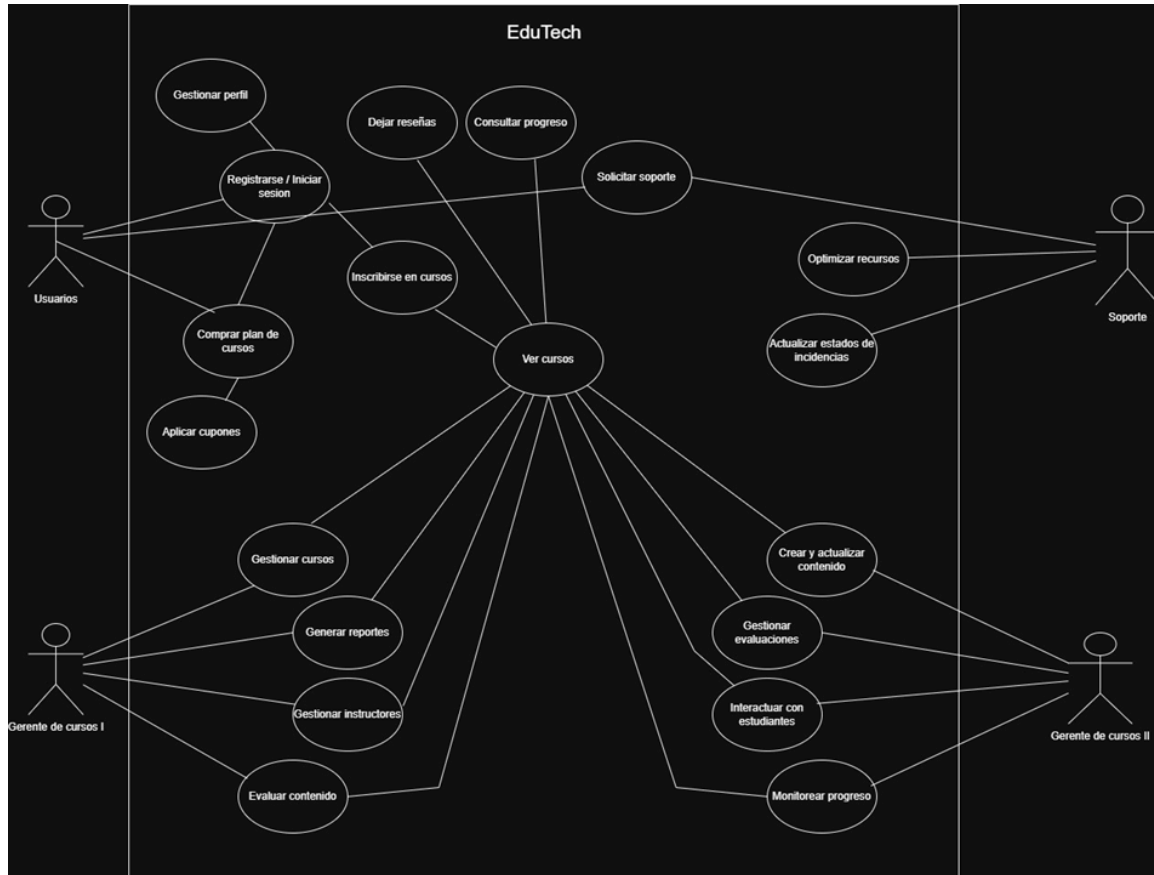 EduTech
Gestionar perfil
Dejar reseñas
Consultar progreso
Registrarse / Iniciar
sesion
Solicitar soporte
Usuarios
Inscribirse en cursos
Optimizar recursos
Soporte
Comprar plan de
cursos
Ver cursos
Actualizar estados de
incidencias
Aplicar cupones
Gestionar cursos
Crear y actualizar
contenido
Generar reportes
Gestionar
evaluaciones
Gerente de cursos I
Gestionar instructores
Interactuar con
estudiantes
Gerente de cursos II
Evaluar contenido
Monitorear progreso